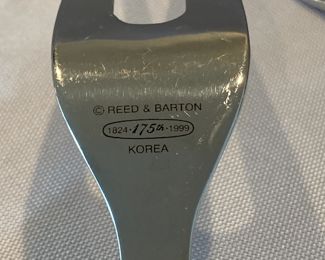 © REED & BARTON
1824 · 175th · 1999
KOREA